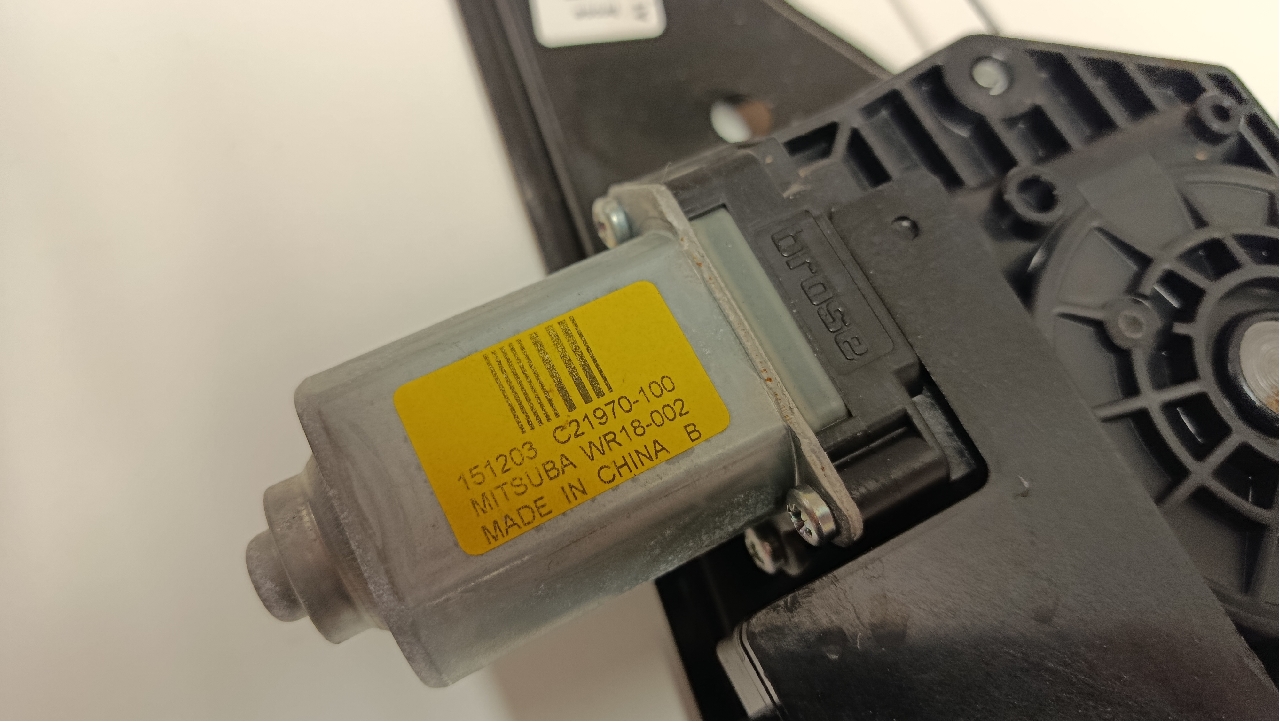 151203 C21970-100
MITSUBA WR18-002
MADE IN CHINA B
brose